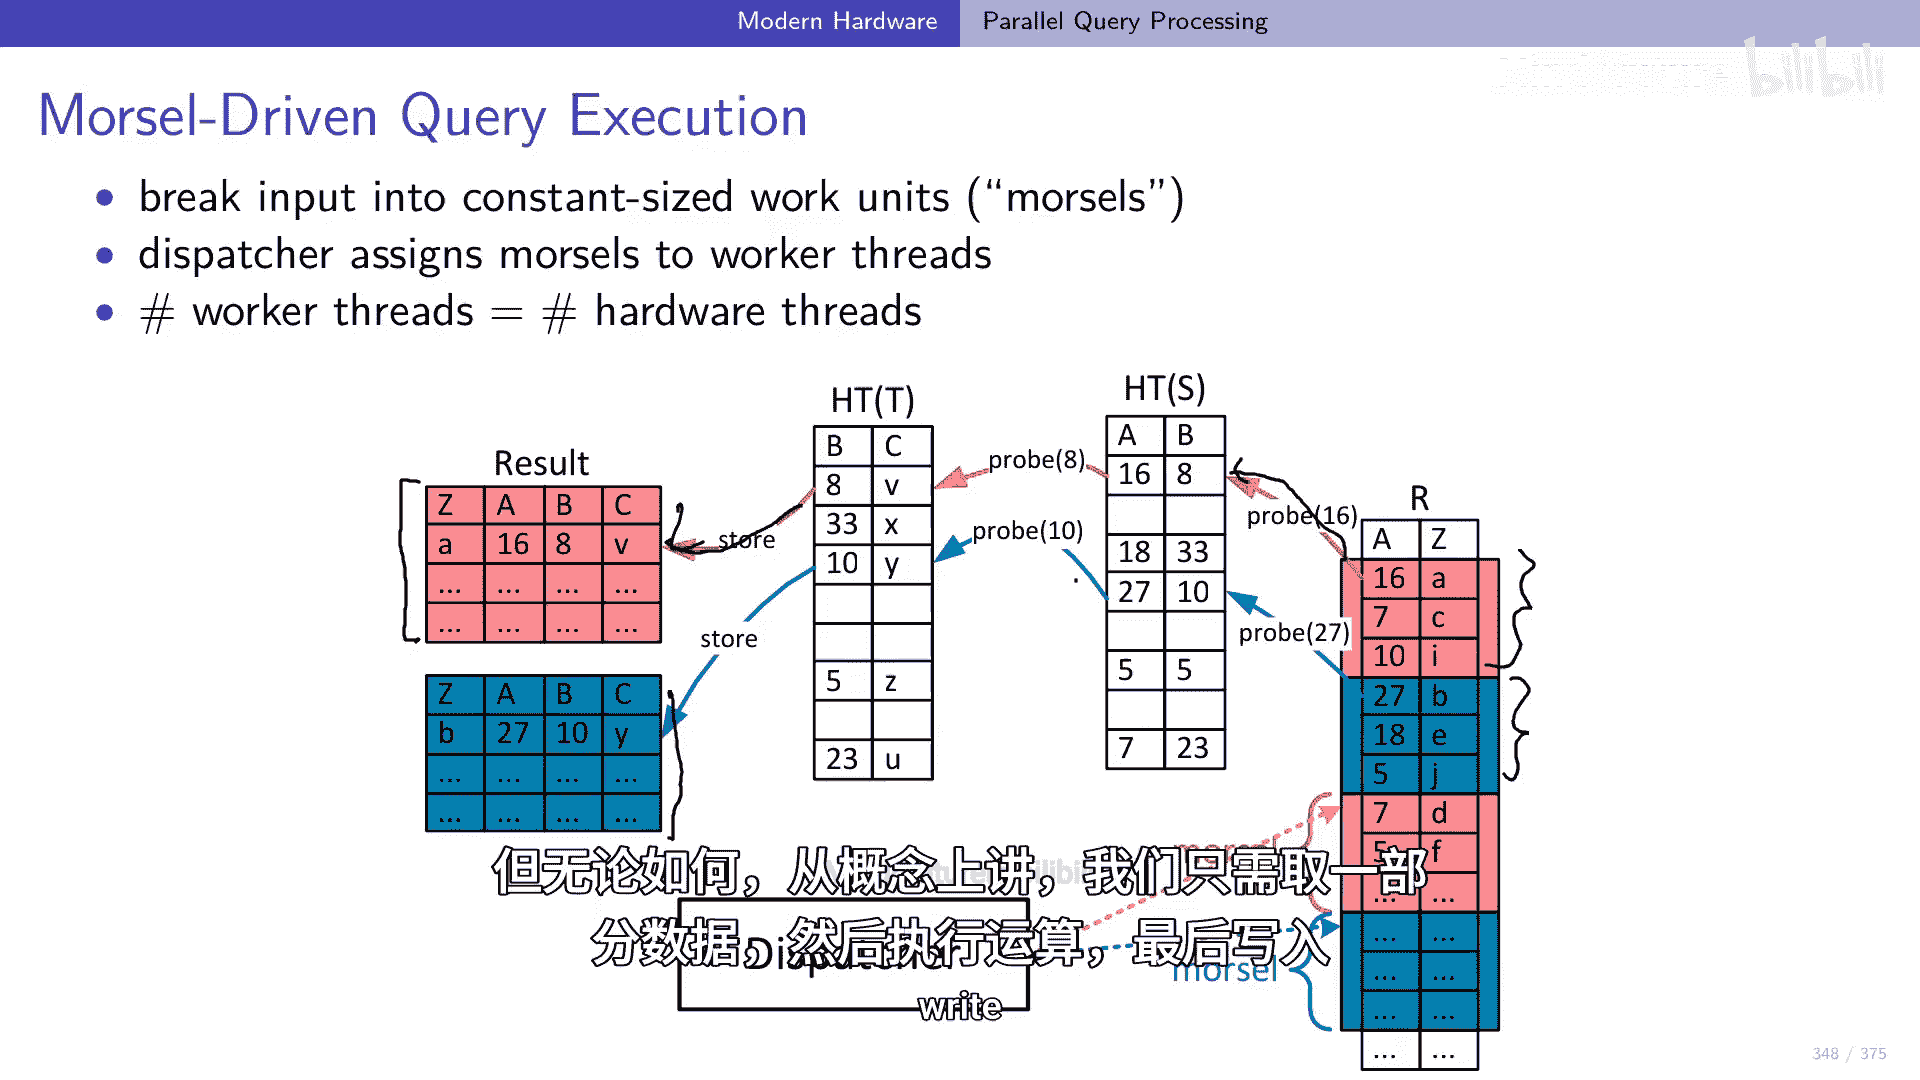 Modern Hardware
Parallel Query Processing
bilibili
Morsel-Driven Query Execution
• break input into constant-sized work units (“morsels”)
• dispatcher assigns morsels to worker threads
• # worker threads = # hardware threads
Result
Z A B C
a 16 8 v
... ... ... ...
... ... ... ...
Z A B C
b 27 10 y
... ... ... ...
... ... ... ...
store
store
HT(T)
B C
8 v
33 x
10 y
5 z
23 u
probe(8)
probe(10)
HT(S)
A B
16 8
18 33
27 10
5 5
7 23
probe(16)
probe(27)
R
A Z
16 a
7 c
10 i
27 b
18 e
5 j
7 d
5 f
... ...
... ...
... ...
... ...
... ...
morsel
morsel
Dispatcher
但无论如何，从概念上讲，我们只需取一部
分数据，然后执行运算，最后写入
write
348 / 375